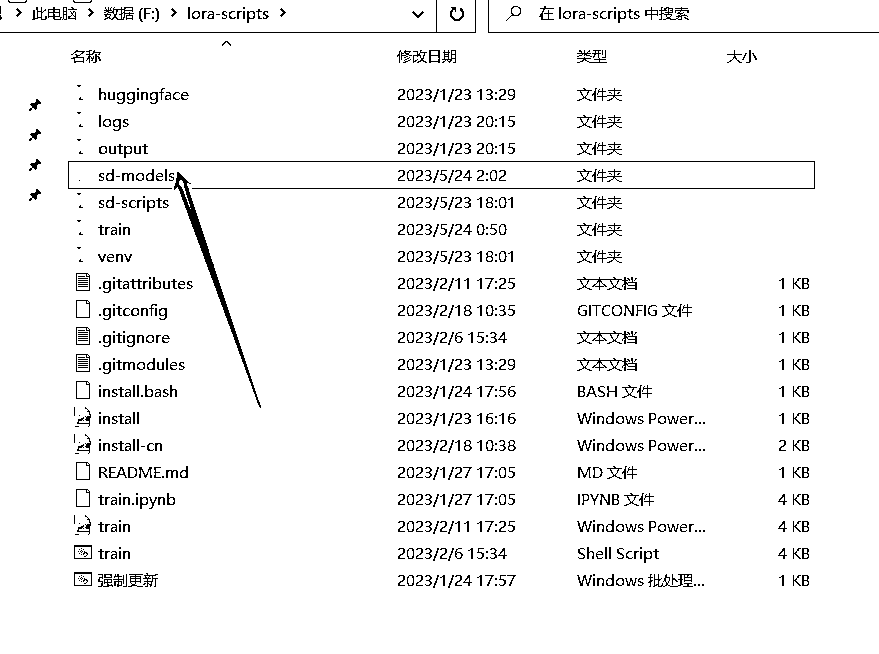 此电脑 > 数据 (F:) > lora-scripts > 在 lora-scripts 中搜索
名称 修改日期 类型 大小
huggingface 2023/1/23 13:29 文件夹
logs 2023/1/23 20:15 文件夹
output 2023/1/23 20:15 文件夹
sd-models 2023/5/24 2:02 文件夹
sd-scripts 2023/5/23 18:01 文件夹
train 2023/5/24 0:50 文件夹
venv 2023/5/23 18:01 文件夹
.gitattributes 2023/2/11 17:25 文本文档 1 KB
.gitconfig 2023/2/18 10:35 GITCONFIG 文件 1 KB
.gitignore 2023/2/6 15:34 文本文档 1 KB
.gitmodules 2023/1/23 13:29 文本文档 1 KB
install.bash 2023/1/24 17:56 BASH 文件 1 KB
install 2023/1/23 16:16 Windows Power... 1 KB
install-cn 2023/2/18 10:38 Windows Power... 2 KB
README.md 2023/1/27 17:05 MD 文件 1 KB
train.ipynb 2023/1/27 17:05 IPYNB 文件 4 KB
train 2023/2/11 17:25 Windows Power... 4 KB
train 2023/2/6 15:34 Shell Script 4 KB
强制更新 2023/1/24 17:57 Windows 批处理... 1 KB